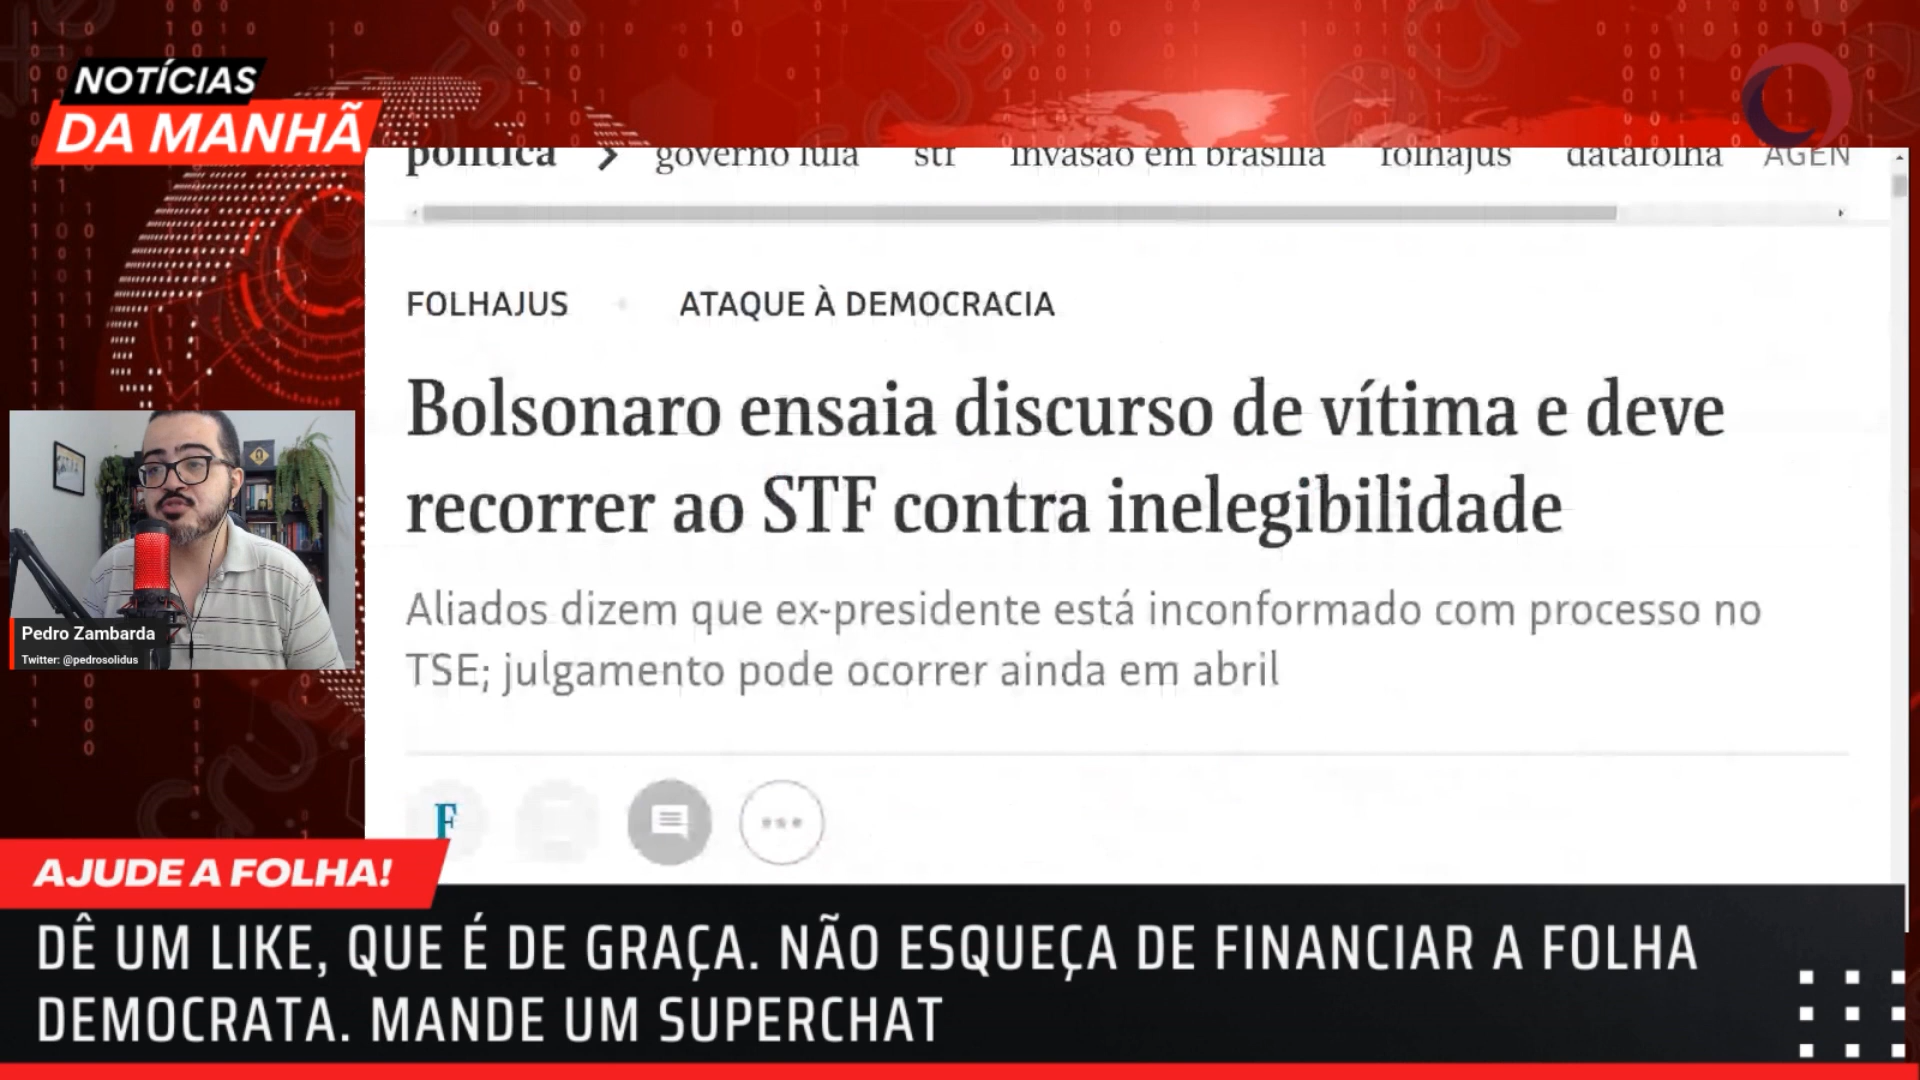 NOTÍCIAS
DA MANHÃ
política > governo lula stf invasão em brasília folhajus datafolha AGEN
FOLHAJUS • ATAQUE À DEMOCRACIA
Bolsonaro ensaia discurso de vítima e deve
recorrer ao STF contra inelegibilidade
Aliados dizem que ex-presidente está inconformado com processo no
TSE; julgamento pode ocorrer ainda em abril
F
Pedro Zambarda
Twitter: @pedrosolidus
AJUDE A FOLHA!
DÊ UM LIKE, QUE É DE GRAÇA. NÃO ESQUEÇA DE FINANCIAR A FOLHA
DEMOCRATA. MANDE UM SUPERCHAT